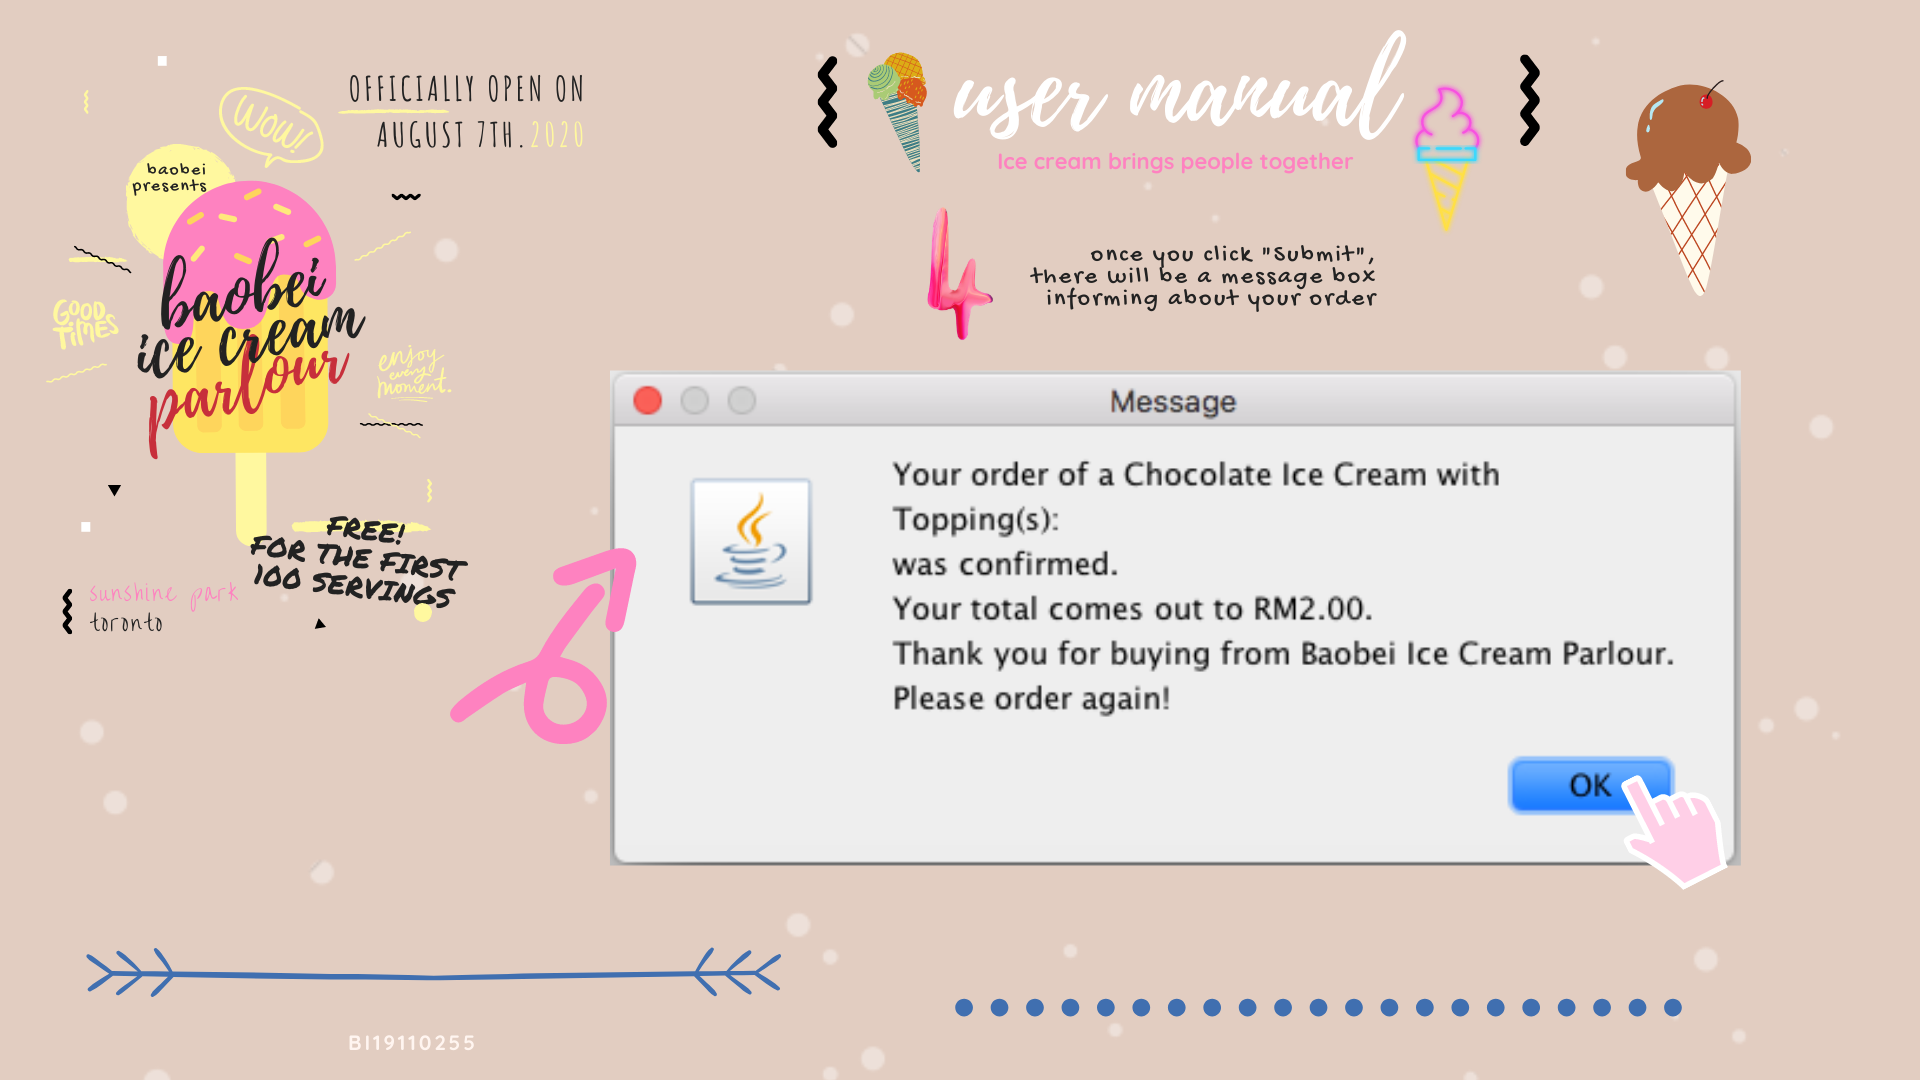 OFFICIALLY OPEN ON
AUGUST 7TH.2020
WOW!
baobei
presents
baobei
ice cream
parlour
GOOD
TIMES
enjoy
every
moment.
FREE!
FOR THE FIRST
100 SERVINGS
sunshine park
toronto
user manual
Ice cream brings people together
4
once you click "Submit",
there will be a message box
informing about your order
Message
Your order of a Chocolate Ice Cream with
Topping(s):
was confirmed.
Your total comes out to RM2.00.
Thank you for buying from Baobei Ice Cream Parlour.
Please order again!
OK
BI19110255